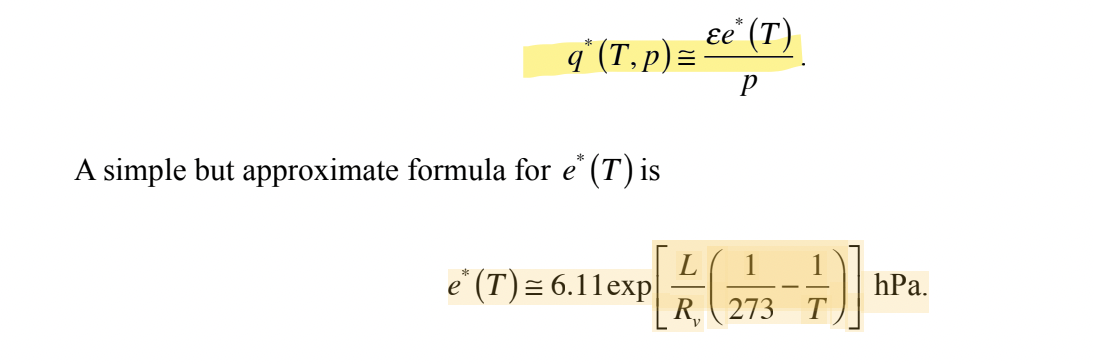 q*(T, p) ≅ εe*(T) / p.
A simple but approximate formula for e*(T) is
e*(T) ≅ 6.11exp[L/R_v (1/273 − 1/T)] hPa.